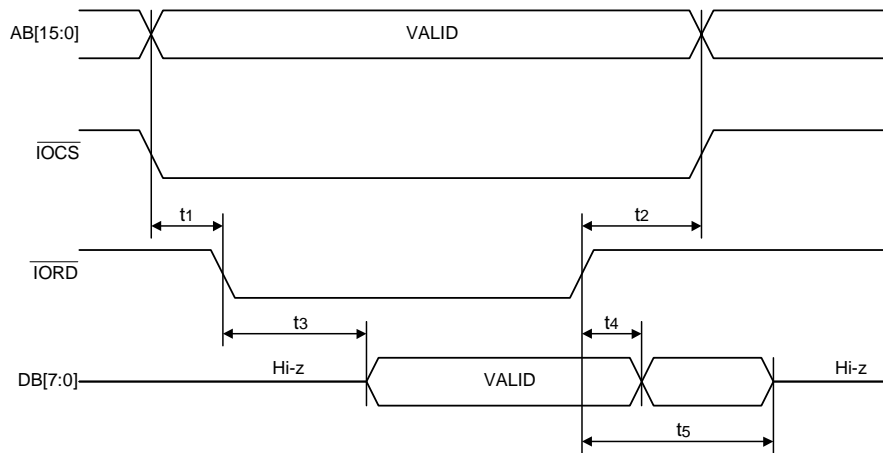 AB[15:0] VALID
IOCS
t1 t2
IORD
t3 t4
Hi-z Hi-z
DB[7:0] VALID
t5